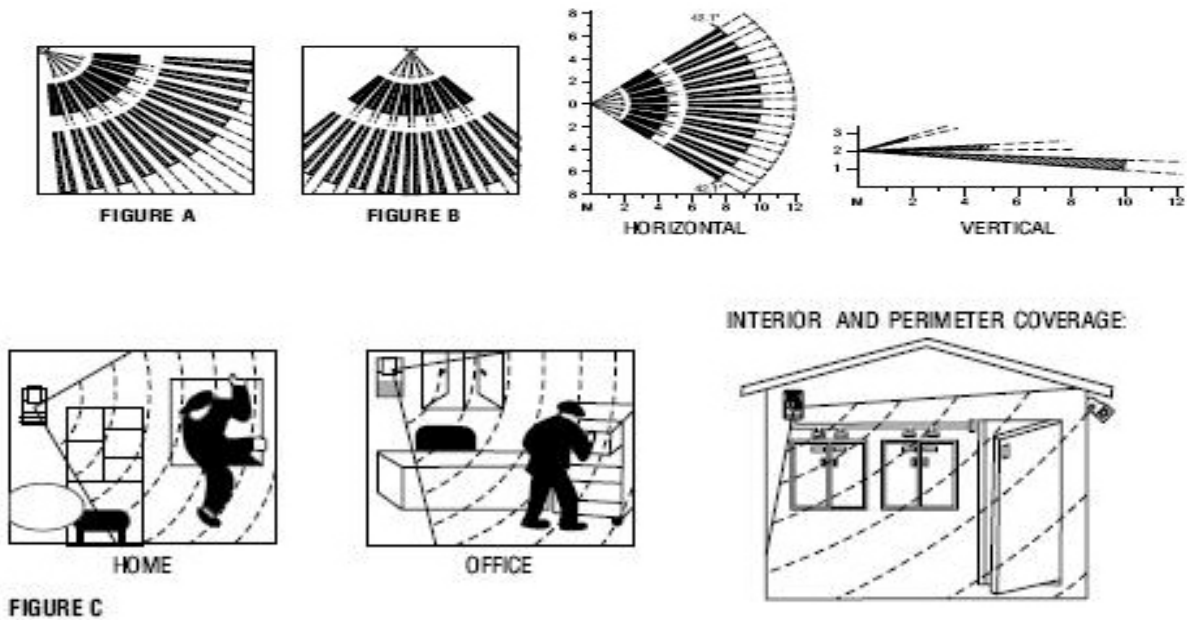 FIGURE A
FIGURE B
8
6
4
2
0
2
4
6
8
M 2 4 6 8 10 12
HORIZONTAL
3
2
1
M 2 4 6 8 10 12
VERTICAL
INTERIOR AND PERIMETER COVERAGE:
HOME
OFFICE
FIGURE C